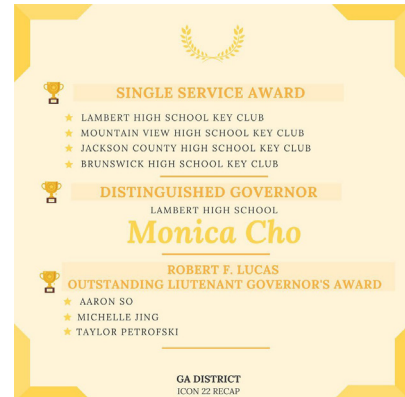 SINGLE SERVICE AWARD
LAMBERT HIGH SCHOOL KEY CLUB
MOUNTAIN VIEW HIGH SCHOOL KEY CLUB
JACKSON COUNTY HIGH SCHOOL KEY CLUB
BRUNSWICK HIGH SCHOOL KEY CLUB
DISTINGUISHED GOVERNOR
LAMBERT HIGH SCHOOL
Monica Cho
ROBERT F. LUCAS
OUTSTANDING LIUTENANT GOVERNOR'S AWARD
AARON SO
MICHELLE JING
TAYLOR PETROFSKI
GA DISTRICT
ICON 22 RECAP